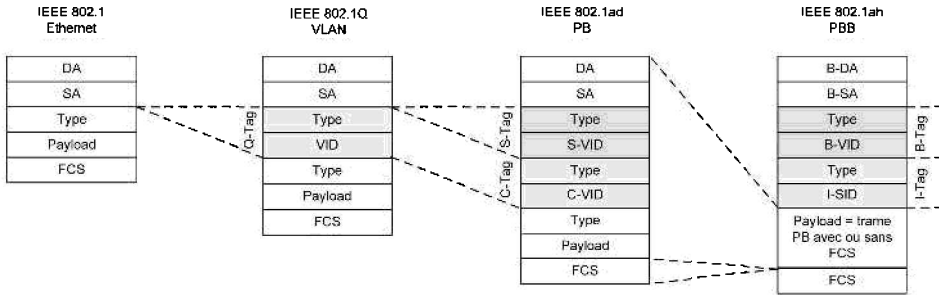 IEEE 802.1
Ethernet
DA
SA
Type
Payload
FCS
IEEE 802.1Q
VLAN
Q-Tag
DA
SA
Type
VID
Type
Payload
FCS
IEEE 802.1ad
PB
S-Tag
C-Tag
DA
SA
Type
S-VID
Type
C-VID
Type
Payload
FCS
IEEE 802.1ah
PBB
B-DA
B-SA
Type
B-VID
Type
I-SID
Payload = trame
PB avec ou sans
FCS
FCS
B-Tag
I-Tag